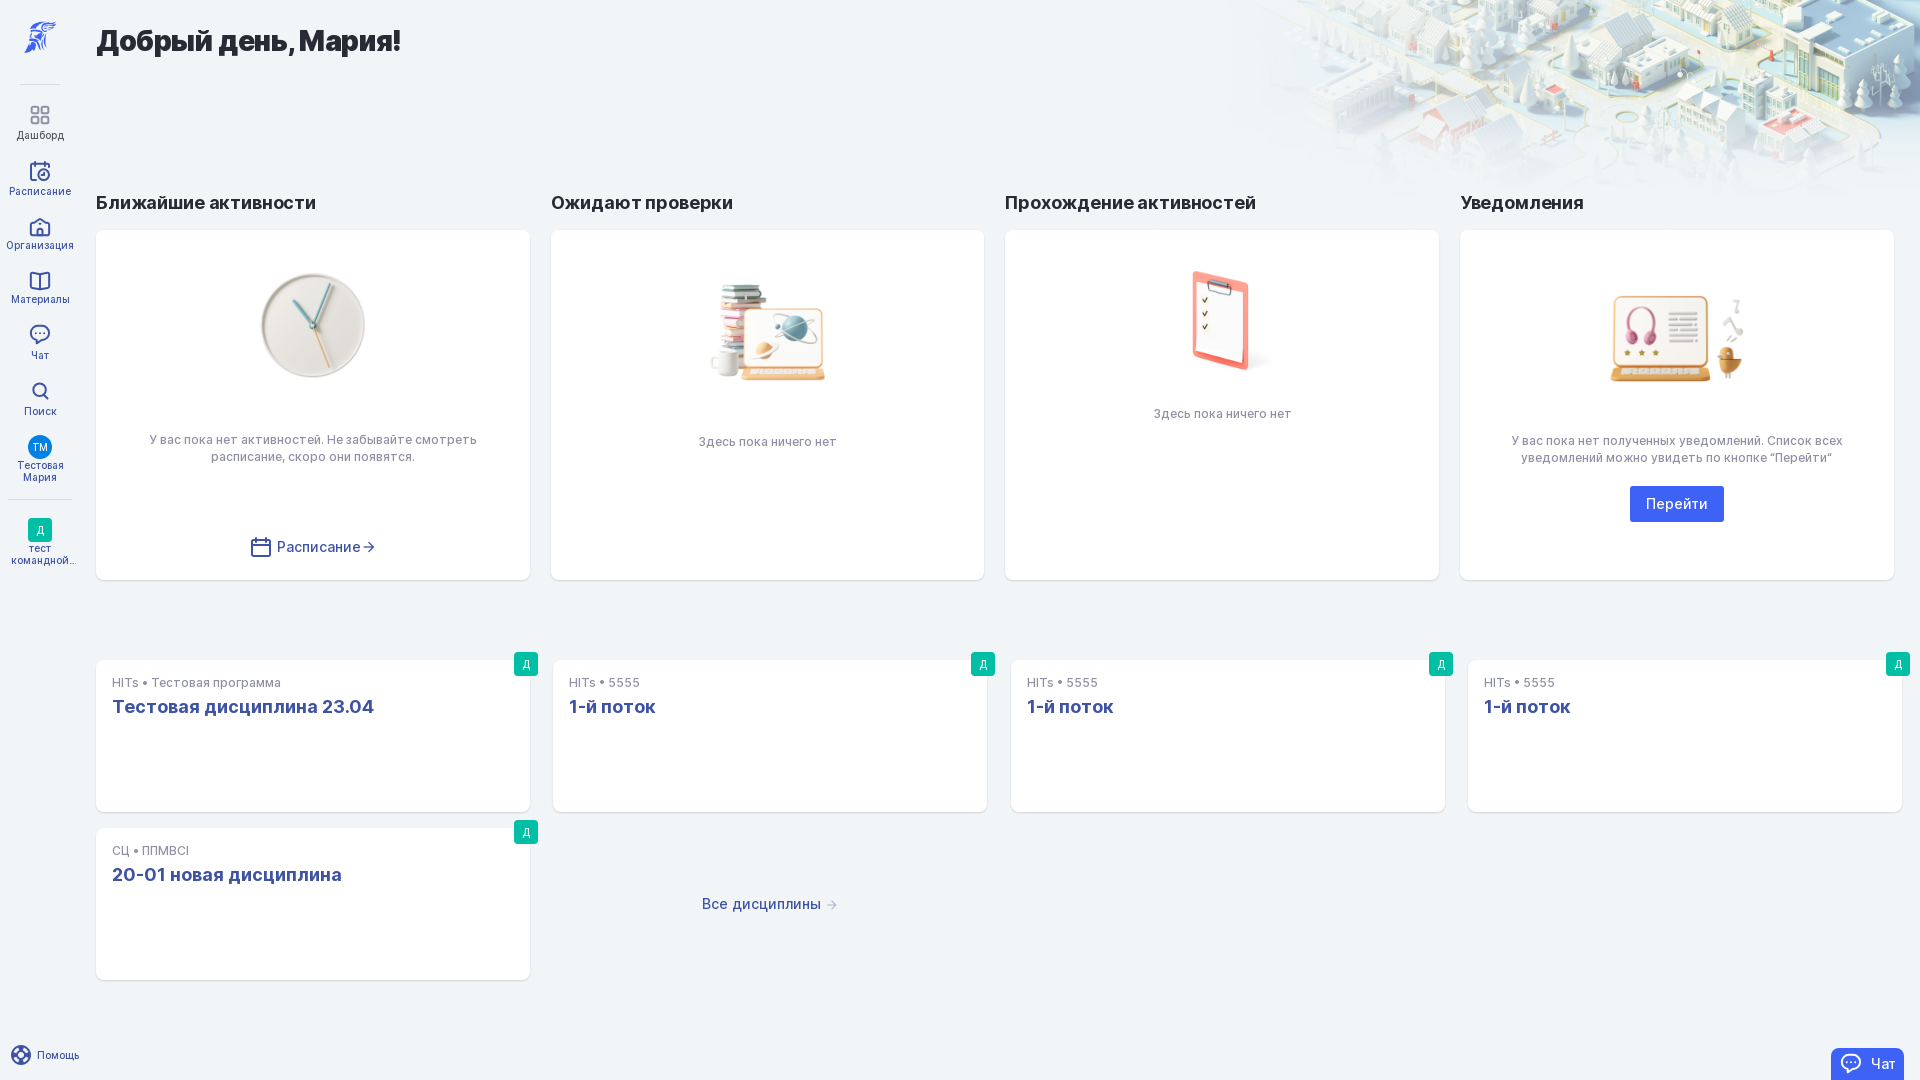 Добрый день, Мария!
Дашборд
Расписание
Организация
Материалы
Чат
Поиск
ТМ
Тестовая
Мария
Д
тест
командной...
Помощь
Ближайшие активности
У вас пока нет активностей. Не забывайте смотреть
расписание, скоро они появятся.
Расписание
Ожидают проверки
Здесь пока ничего нет
Прохождение активностей
Здесь пока ничего нет
Уведомления
У вас пока нет полученных уведомлений. Список всех
уведомлений можно увидеть по кнопке “Перейти“
Перейти
Д
HITs • Тестовая программа
Тестовая дисциплина 23.04
Д
HITs • 5555
1-й поток
Д
HITs • 5555
1-й поток
Д
HITs • 5555
1-й поток
Д
СЦ • ППМВСІ
20-01 новая дисциплина
Все дисциплины
Чат